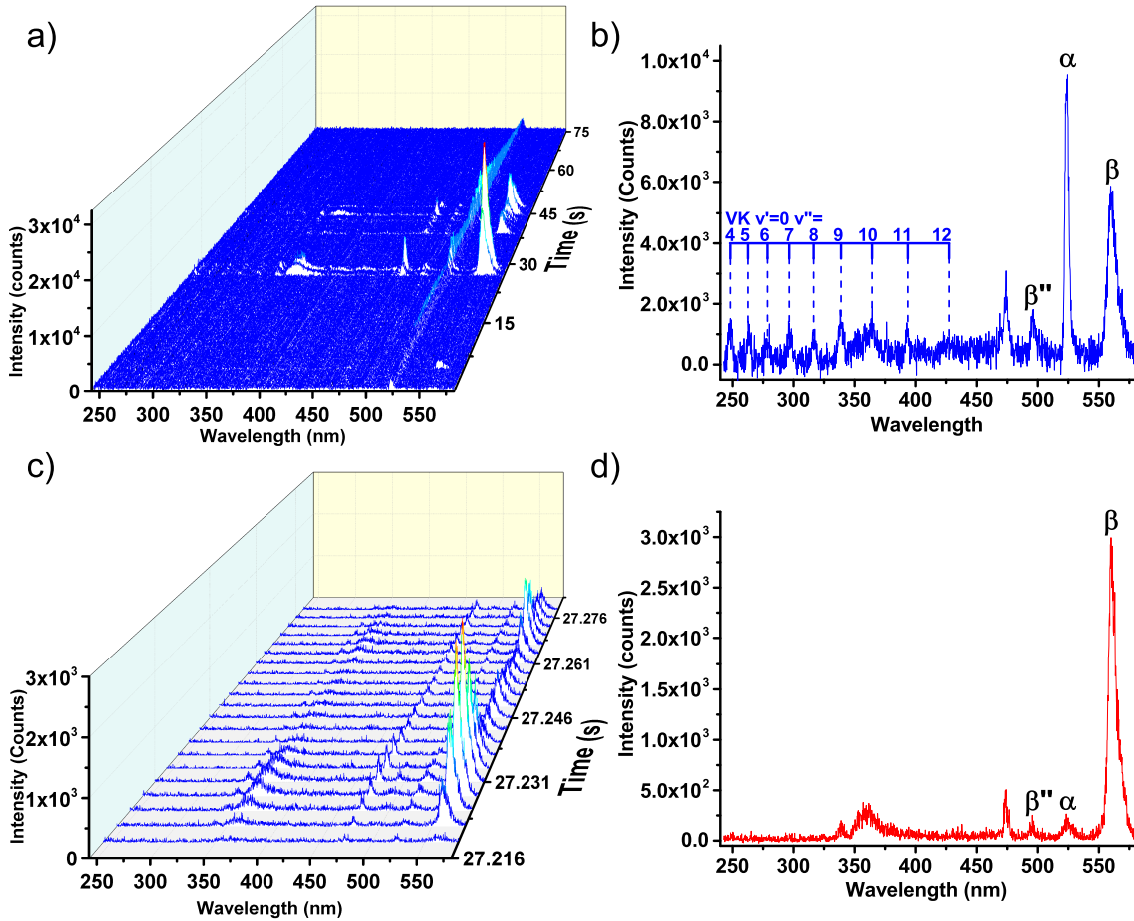 a)
3x10⁴
2x10⁴
1x10⁴
0
Intensity (counts)
250 300 350 400 450 500 550
Wavelength (nm)
15
30
45
60
75
Time (s)
b)
1.0x10⁴
8.0x10³
6.0x10³
4.0x10³
2.0x10³
0.0
Intensity (Counts)
α
β
VK v'=0 v''=
4 5 6 7 8 9 10 11 12
β''
250 300 350 400 450 500 550
Wavelength
c)
3x10³
2x10³
1x10³
0
Intensity (Counts)
250 300 350 400 450 500 550
Wavelength (nm)
27.216
27.231
27.246
27.261
27.276
Time (s)
d)
3.0x10³
2.5x10³
2.0x10³
1.5x10³
1.0x10³
5.0x10²
0.0
Intensity (counts)
β
β'' α
250 300 350 400 450 500 550
Wavelength (nm)